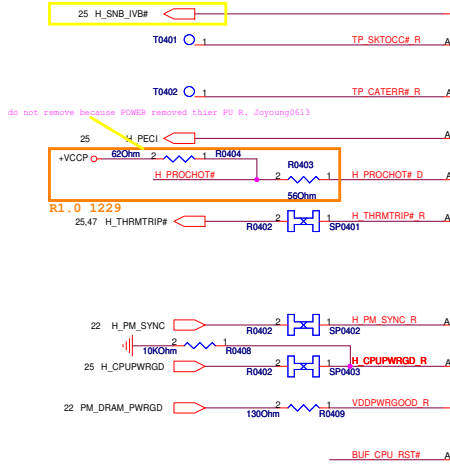 25 H_SNB_IVB#
T0401 1 TP_SKTOCC#_R
T0402 1 TP_CATERR#_R A
do not remove because POWER removed thier PU R. Joyoung0613
25 H_PECI A
+VCCP 62Ohm 2 1 R0404
R0403
H_PROCHOT# 2 1 H_PROCHOT#_D A
56Ohm
R1.0 1229
25,47 H_THRMTRIP# 2 1 H_THRMTRIP#_R A
R0402 SP0401
22 H_PM_SYNC 2 1 H_PM_SYNC_R A
R0402 SP0402
2 1
10KOhm R0408
25 H_CPUPWRGD 2 1 H_CPUPWRGD_R A
R0402 SP0403
22 PM_DRAM_PWRGD 2 1 VDDPWRGOOD_R A
130Ohm R0409
BUF_CPU_RST# A